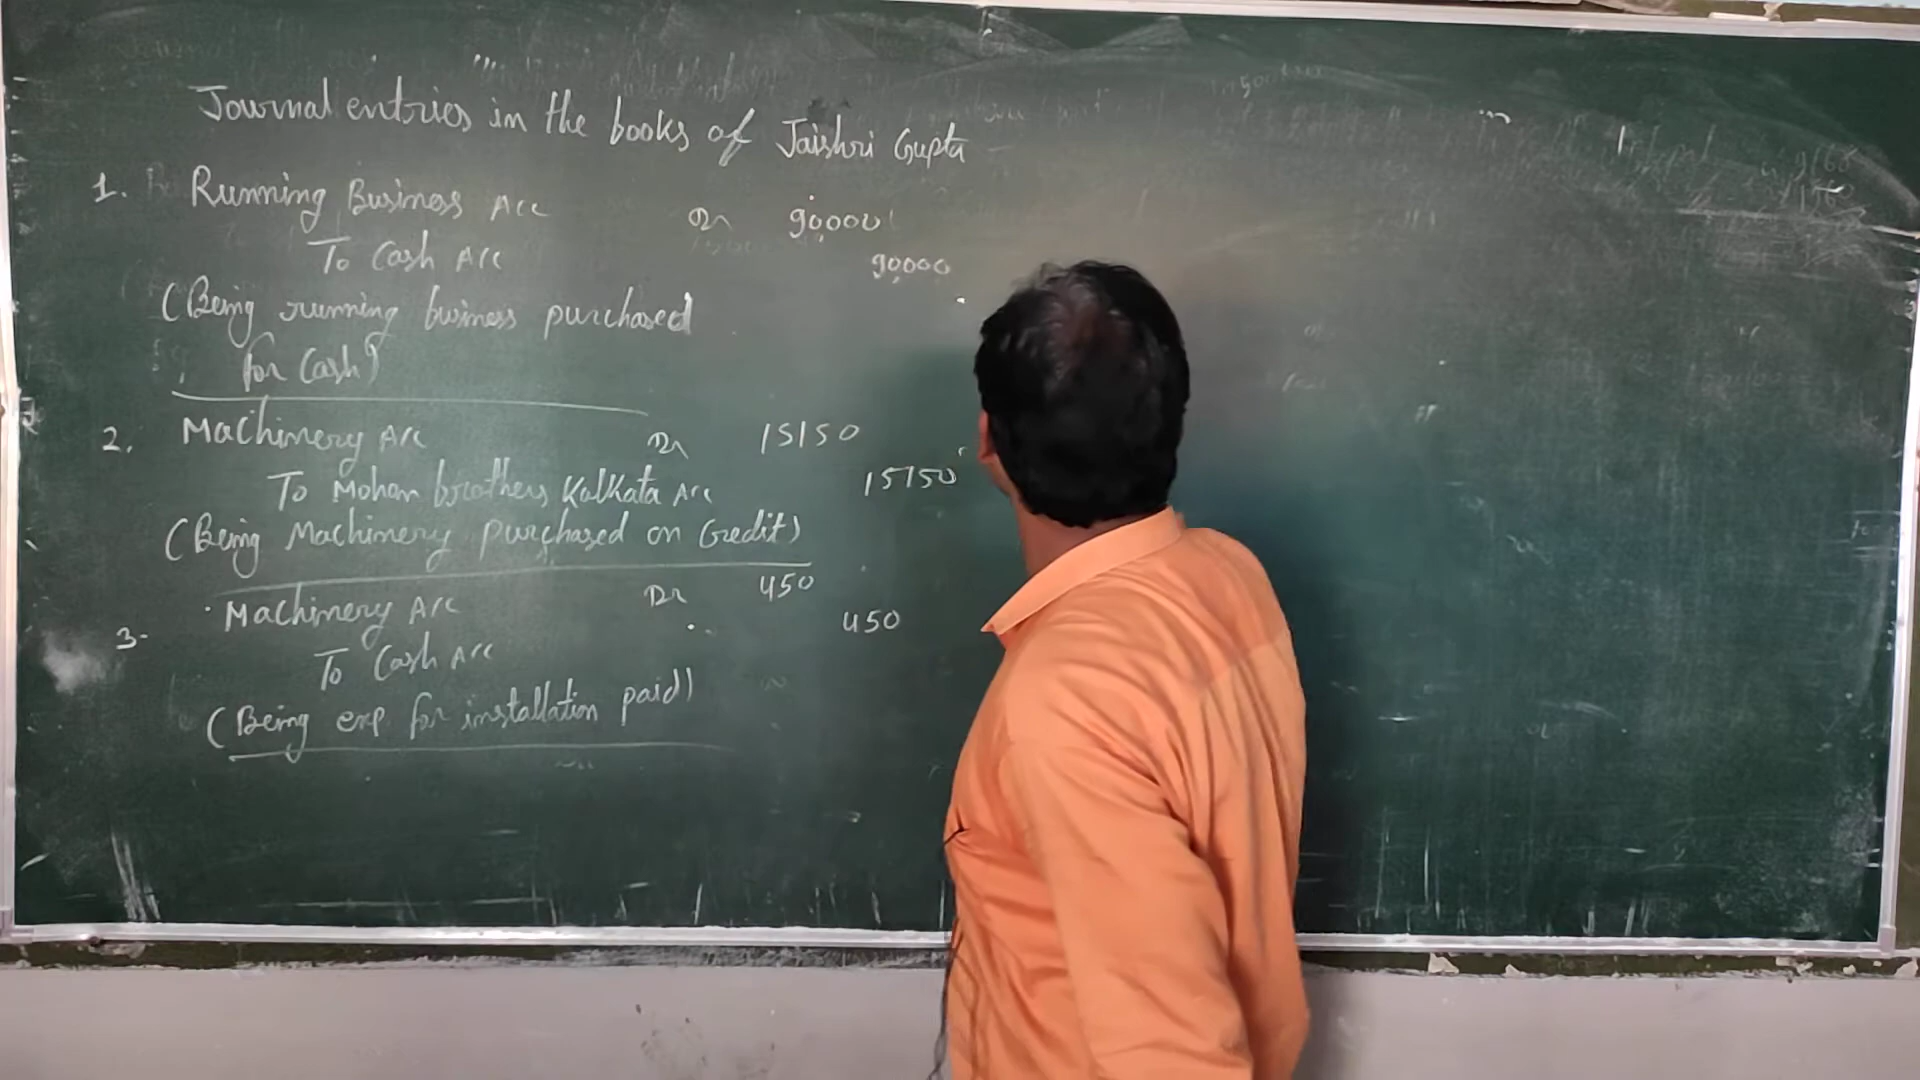 Journal entries in the books of Jaishri Gupta
1. Running Business A/c Dr 90000
To Cash A/c 90000
(Being running business purchased
for Cash)
2. Machinery A/c Dr 15150
To Mohan brothers Kalkata A/c 15150
(Being Machinery purchased on Credit)
3- Machinery A/c Dr 450
To Cash A/c 450
(Being exp for installation paid)